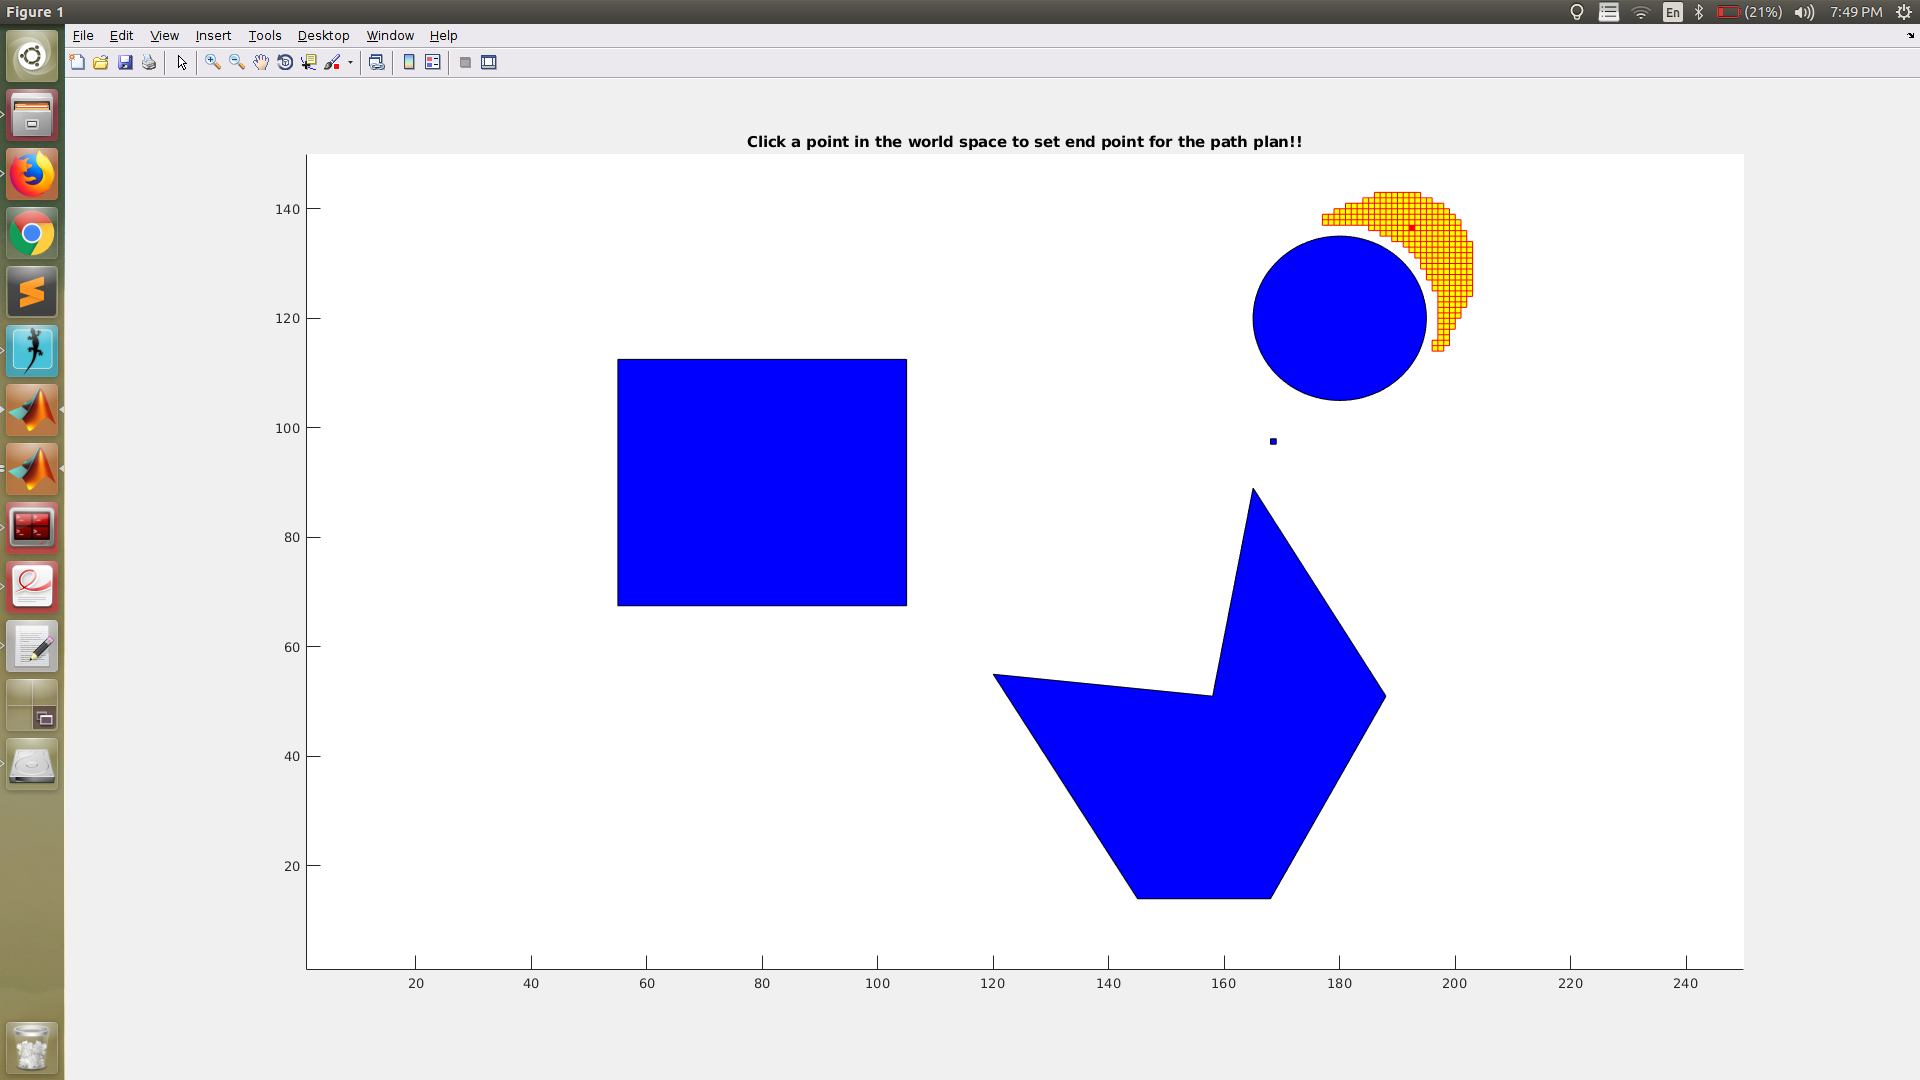 Figure 1
En
(21%)
7:49 PM
File Edit View Insert Tools Desktop Window Help
Click a point in the world space to set end point for the path plan!!
140
120
100
80
60
40
20
20 40 60 80 100 120 140 160 180 200 220 240